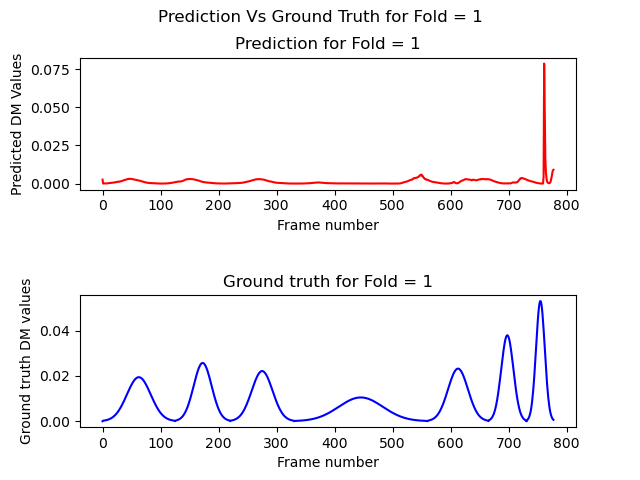 Prediction Vs Ground Truth for Fold = 1
Prediction for Fold = 1
Predicted DM Values
0.075
0.050
0.025
0.000
0 100 200 300 400 500 600 700 800
Frame number
Ground truth for Fold = 1
Ground truth DM values
0.04
0.02
0.00
0 100 200 300 400 500 600 700 800
Frame number